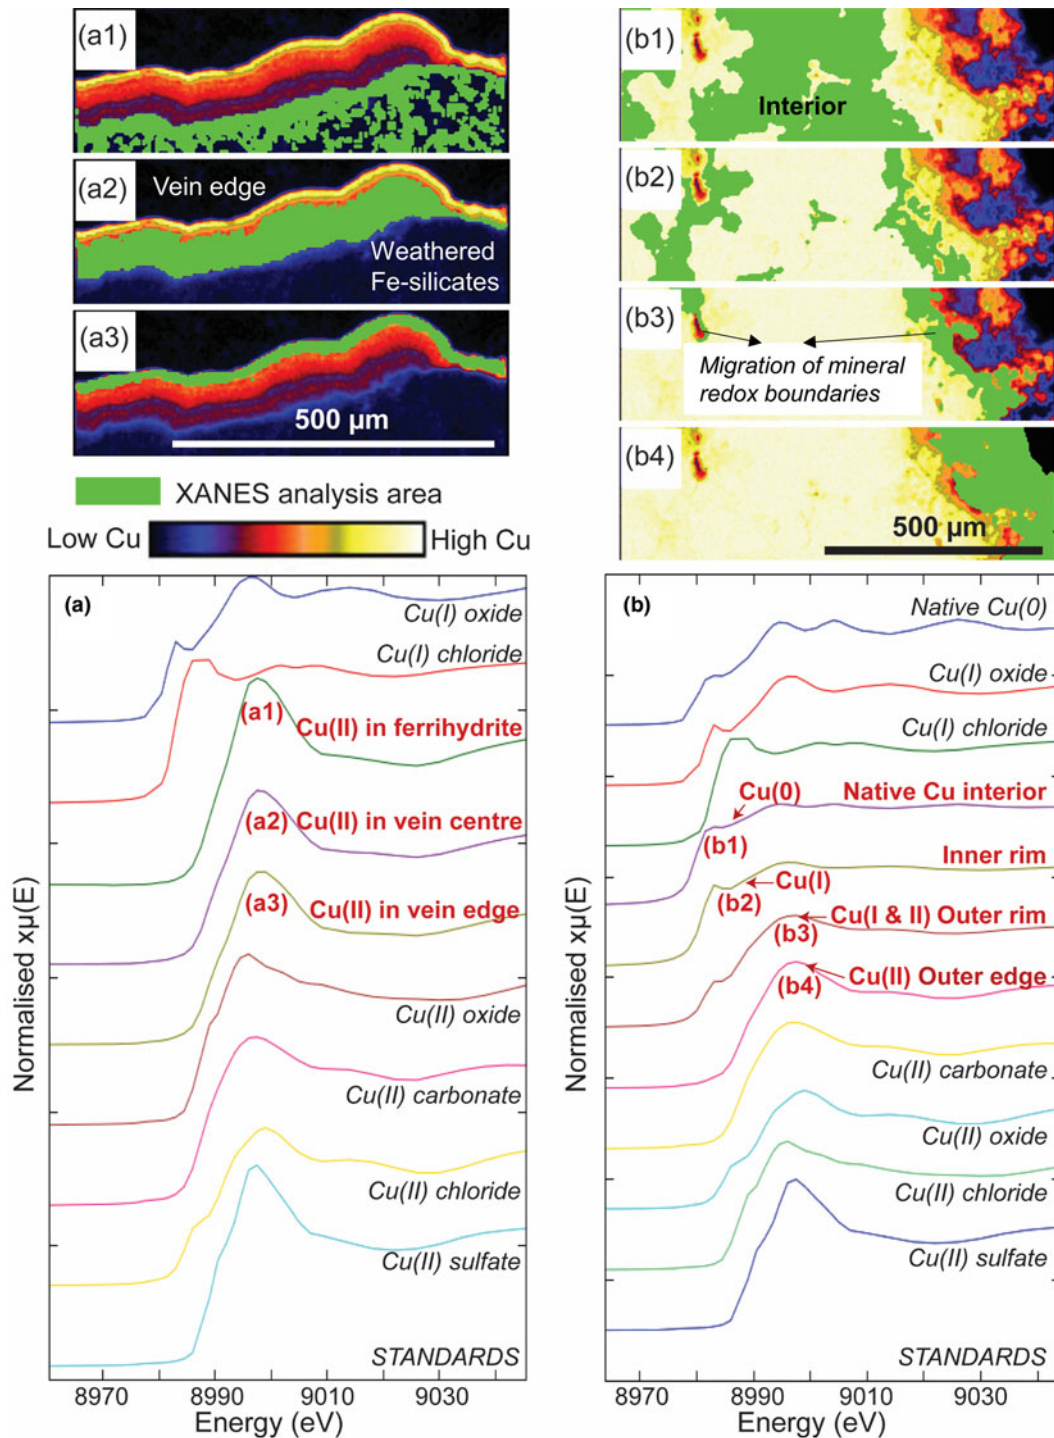 (a1)
(a2)
Vein edge
Weathered
Fe-silicates
(a3)
500 µm
XANES analysis area
Low Cu
High Cu
(b1)
Interior
(b2)
(b3)
Migration of mineral
redox boundaries
(b4)
500 µm
(a)
Cu(I) oxide
Cu(I) chloride
(a1)
Cu(II) in ferrihydrite
(a2) Cu(II) in vein centre
(a3) Cu(II) in vein edge
Cu(II) oxide
Cu(II) carbonate
Cu(II) chloride
Cu(II) sulfate
STANDARDS
Normalised xµ(E)
8970 8990 9010 9030
Energy (eV)
(b)
Native Cu(0)
Cu(I) oxide
Cu(I) chloride
Cu(0) Native Cu interior
(b1)
Inner rim
Cu(I)
(b2)
Cu(I & II) Outer rim
(b3)
Cu(II) Outer edge
(b4)
Cu(II) carbonate
Cu(II) oxide
Cu(II) chloride
Cu(II) sulfate
STANDARDS
Normalised xµ(E)
8970 8990 9010 9030
Energy (eV)